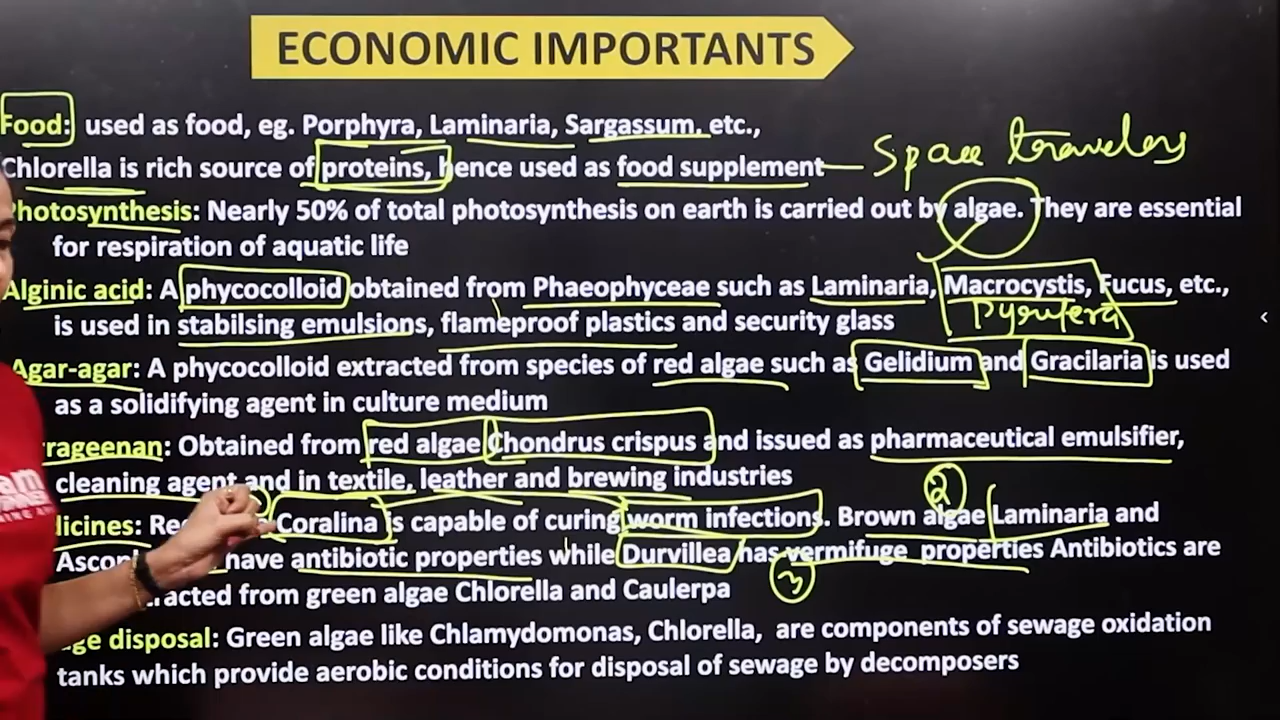 ECONOMIC IMPORTANTS
Food: used as food, eg. Porphyra, Laminaria, Sargassum. etc.,
Chlorella is rich source of proteins, hence used as food supplement — Space travelers
Photosynthesis: Nearly 50% of total photosynthesis on earth is carried out by algae. They are essential
for respiration of aquatic life
Alginic acid: A phycocolloid obtained from Phaeophyceae such as Laminaria, Macrocystis, Fucus, etc.,
Pyrifera
is used in stabilsing emulsions, flameproof plastics and security glass
Agar-agar: A phycocolloid extracted from species of red algae such as Gelidium and Gracilaria is used
as a solidifying agent in culture medium
rageenan: Obtained from red algae Chondrus crispus and issued as pharmaceutical emulsifier,
cleaning agent and in textile, leather and brewing industries
licines: Re Coralina is capable of curing worm infections. Brown algae Laminaria and
2
Ascop have antibiotic properties while Durvillea has vermifuge properties Antibiotics are
3
racted from green algae Chlorella and Caulerpa
ge disposal: Green algae like Chlamydomonas, Chlorella, are components of sewage oxidation
tanks which provide aerobic conditions for disposal of sewage by decomposers